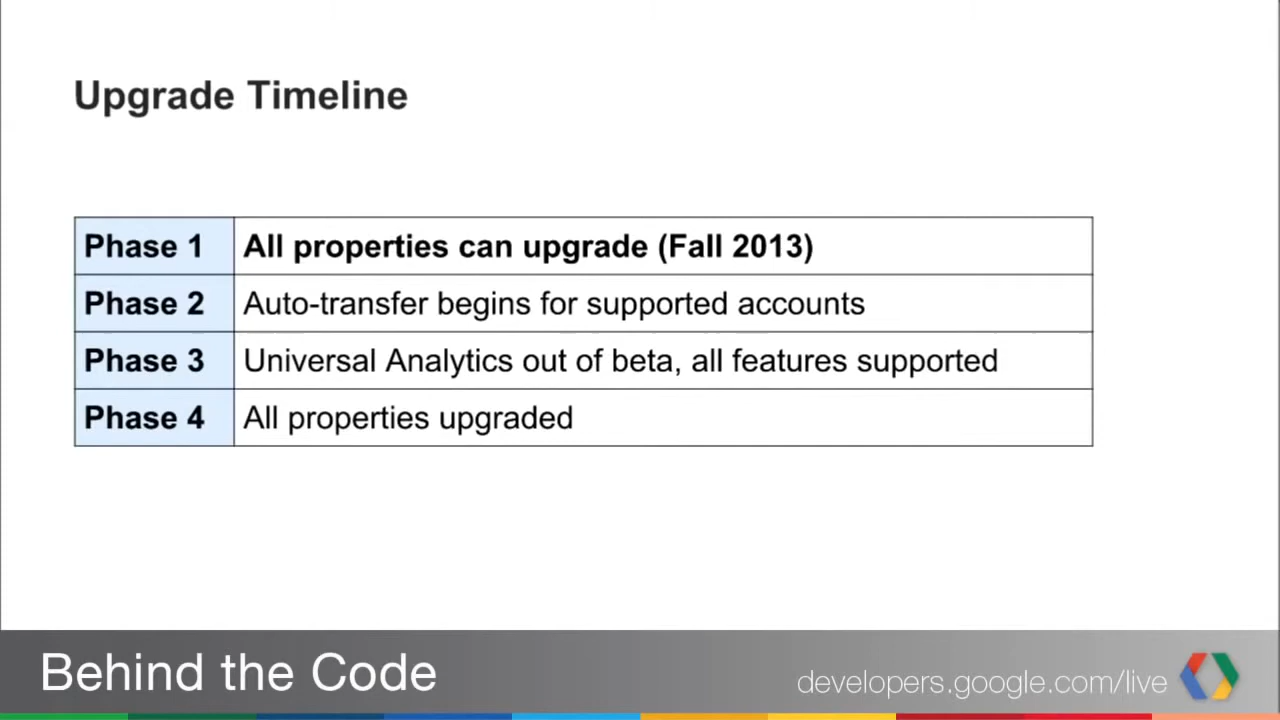 Upgrade Timeline
Phase 1 All properties can upgrade (Fall 2013)
Phase 2 Auto-transfer begins for supported accounts
Phase 3 Universal Analytics out of beta, all features supported
Phase 4 All properties upgraded
Behind the Code
developers.google.com/live